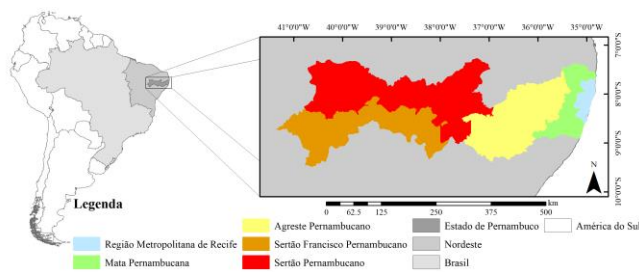 41°0'0"W 40°0'0"W 39°0'0"W 38°0'0"W 37°0'0"W 36°0'0"W 35°0'0"W
7°0'0"S
8°0'0"S
9°0'0"S
10°0'0"S
N
km
0 62.5 125 250 375 500
Legenda
Agreste Pernambucano
Estado de Pernambuco
América do Sul
Região Metropolitana de Recife
Sertão Francisco Pernambucano
Nordeste
Mata Pernambucana
Sertão Pernambucano
Brasil